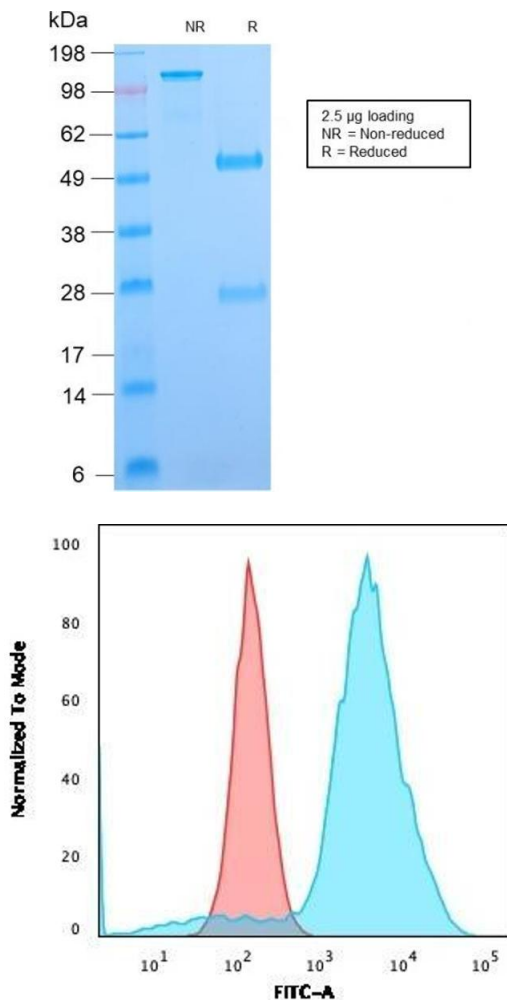 kDa
NR R
198
98
62
49
38
28
17
14
6
2.5 µg loading
NR = Non-reduced
R = Reduced
100
80
60
40
20
0
Normalized To Mode
10¹ 10² 10³ 10⁴ 10⁵
FITC-A